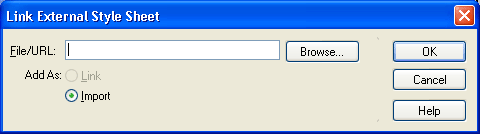 Link External Style Sheet
File/URL: Browse... OK
Add As: Link Cancel
Import
Help